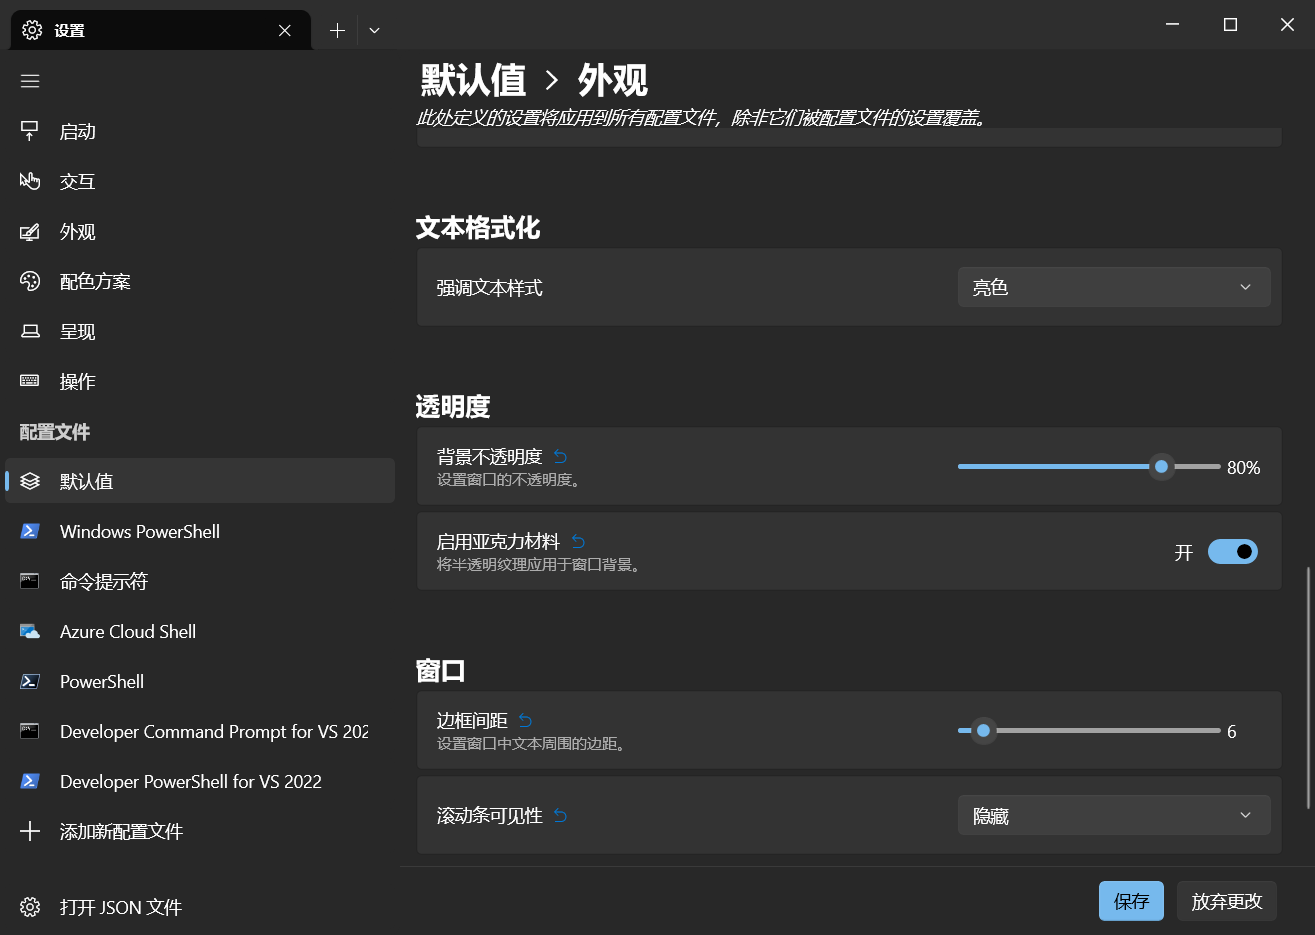 设置
默认值 > 外观
此处定义的设置将应用到所有配置文件，除非它们被配置文件的设置覆盖。
启动
交互
外观
配色方案
呈现
操作
配置文件
默认值
Windows PowerShell
命令提示符
Azure Cloud Shell
PowerShell
Developer Command Prompt for VS 202
Developer PowerShell for VS 2022
添加新配置文件
打开 JSON 文件
文本格式化
强调文本样式
亮色
透明度
背景不透明度
设置窗口的不透明度。
80%
启用亚克力材料
将半透明纹理应用于窗口背景。
开
窗口
边框间距
设置窗口中文本周围的边距。
6
滚动条可见性
隐藏
保存
放弃更改